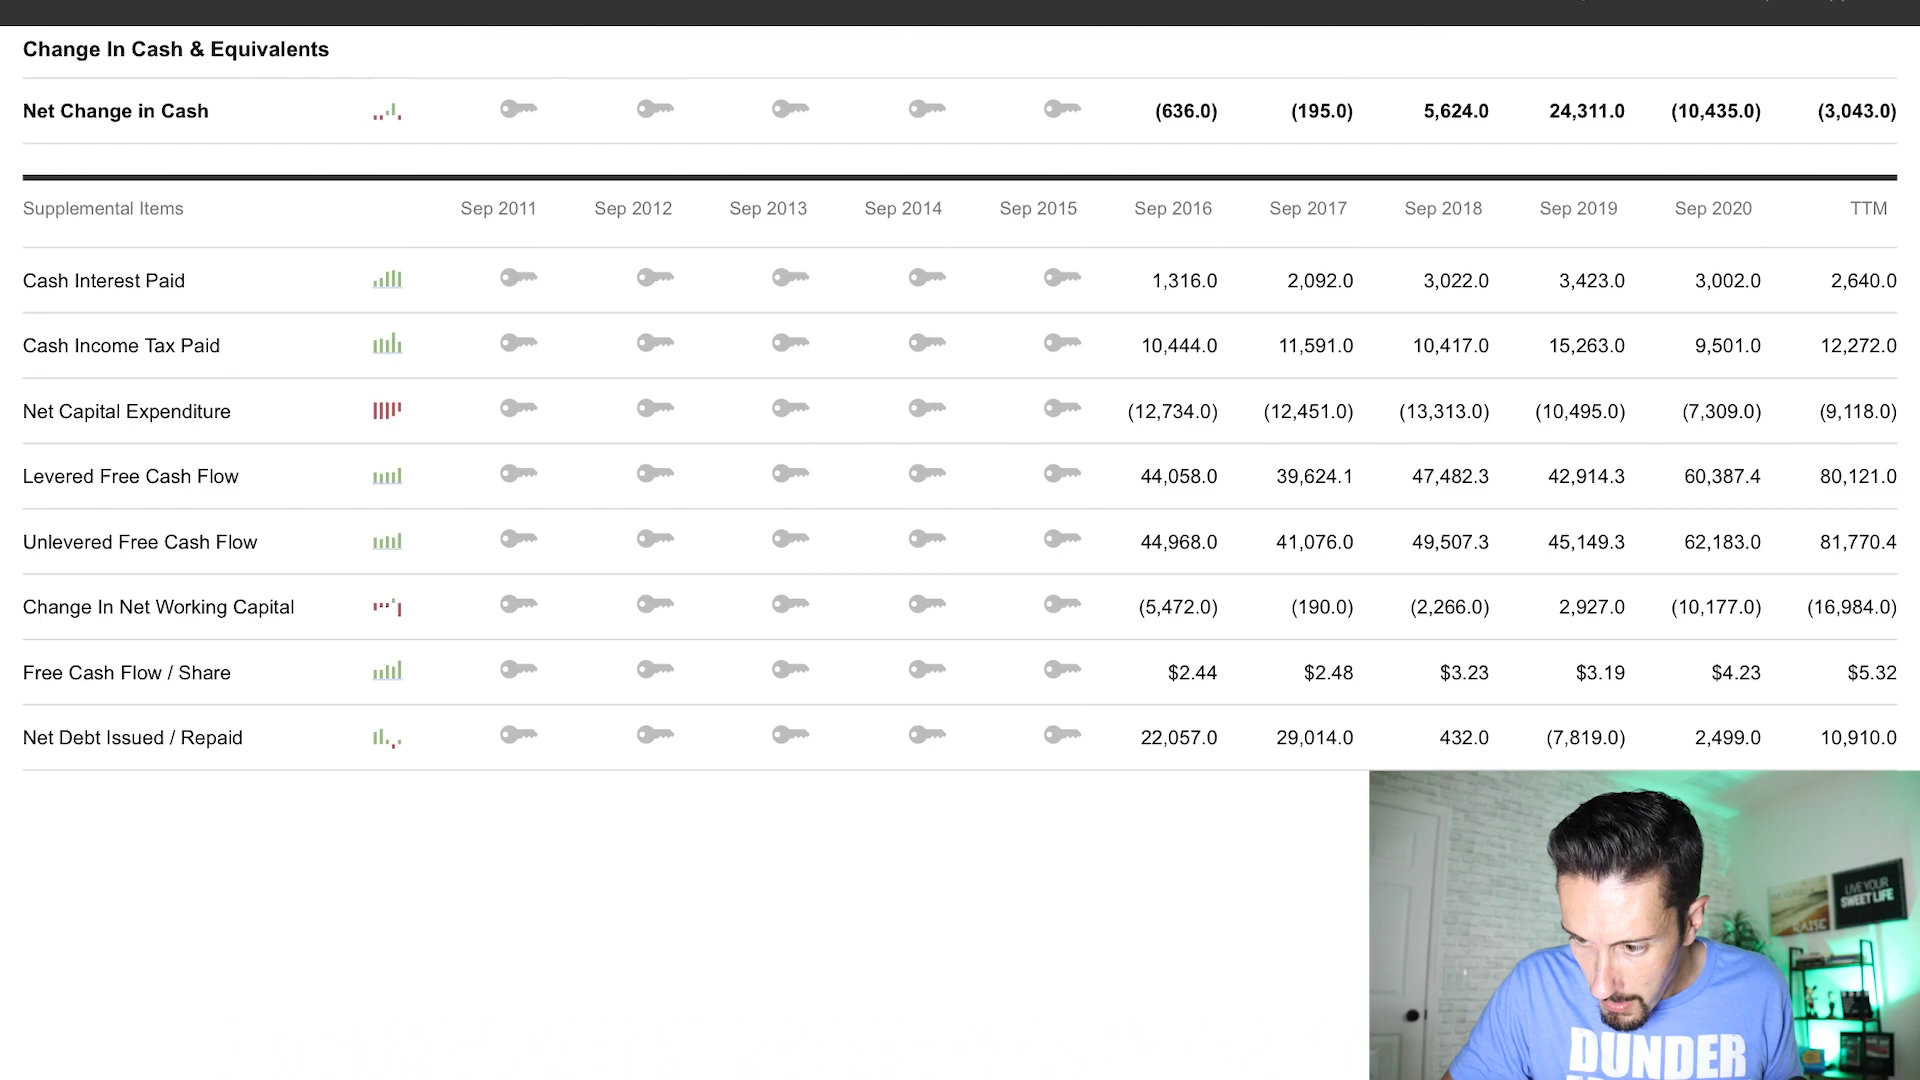 Change In Cash & Equivalents
Net Change in Cash (636.0) (195.0) 5,624.0 24,311.0 (10,435.0) (3,043.0)
Supplemental Items Sep 2011 Sep 2012 Sep 2013 Sep 2014 Sep 2015 Sep 2016 Sep 2017 Sep 2018 Sep 2019 Sep 2020 TTM
Cash Interest Paid 1,316.0 2,092.0 3,022.0 3,423.0 3,002.0 2,640.0
Cash Income Tax Paid 10,444.0 11,591.0 10,417.0 15,263.0 9,501.0 12,272.0
Net Capital Expenditure (12,734.0) (12,451.0) (13,313.0) (10,495.0) (7,309.0) (9,118.0)
Levered Free Cash Flow 44,058.0 39,624.1 47,482.3 42,914.3 60,387.4 80,121.0
Unlevered Free Cash Flow 44,968.0 41,076.0 49,507.3 45,149.3 62,183.0 81,770.4
Change In Net Working Capital (5,472.0) (190.0) (2,266.0) 2,927.0 (10,177.0) (16,984.0)
Free Cash Flow / Share $2.44 $2.48 $3.23 $3.19 $4.23 $5.32
Net Debt Issued / Repaid 22,057.0 29,014.0 432.0 (7,819.0) 2,499.0 10,910.0
LIVE YOUR
SWEET LIFE
RAISE
DUNDER